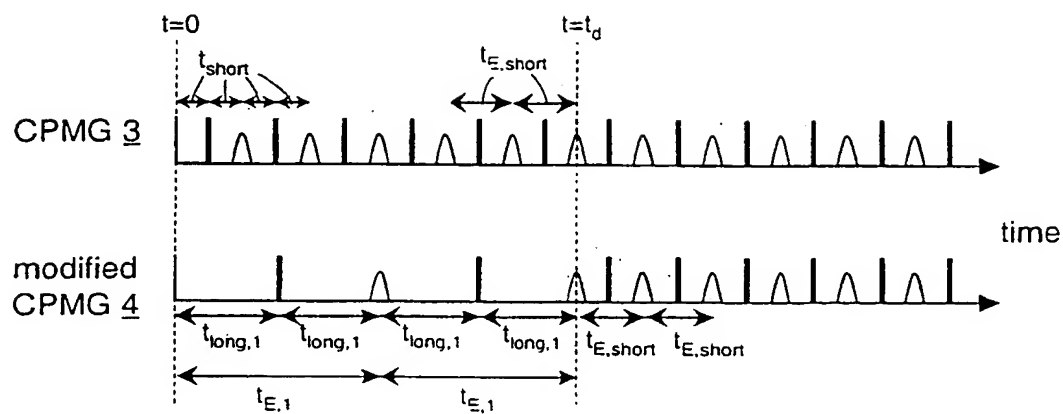 t=0
t=t_d
t_short
t_E,short
CPMG 3
time
modified
CPMG 4
t_long,1 t_long,1 t_long,1 t_long,1 t_E,short t_E,short
t_E,1 t_E,1